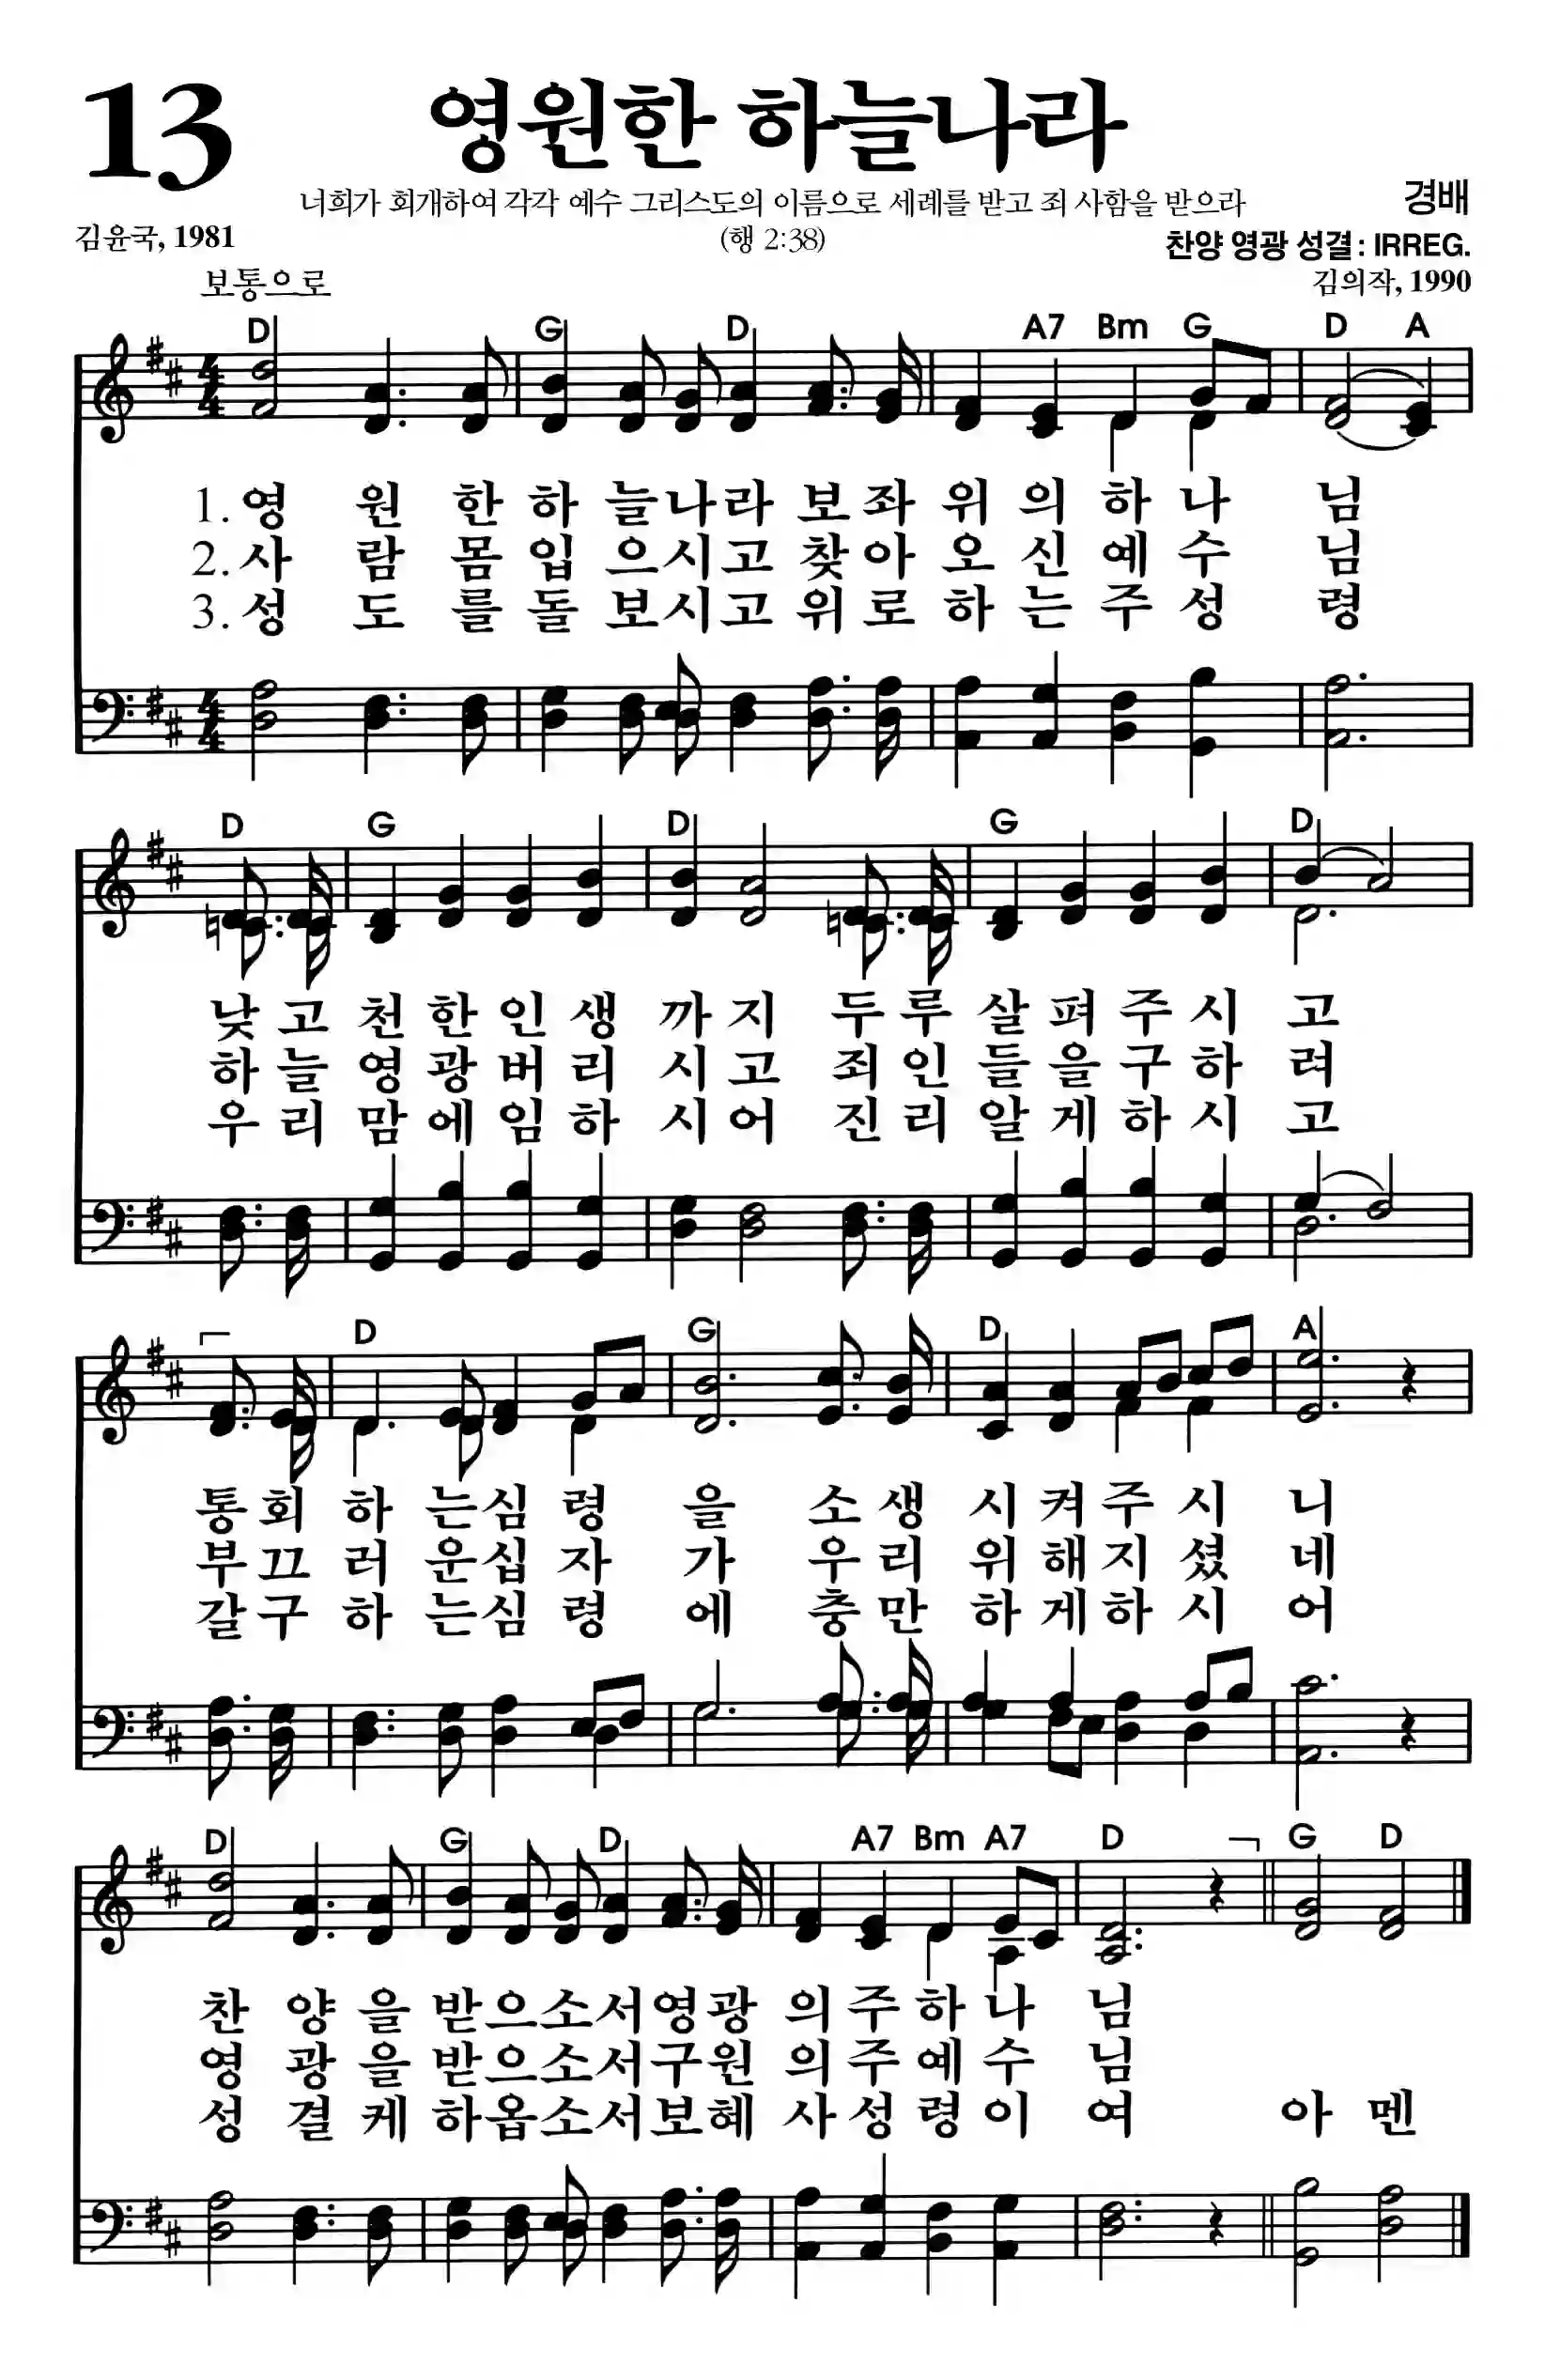 13 영원한 하늘나라
너희가 회개하여 각각 예수 그리스도의 이름으로 세례를 받고 죄 사함을 받으라
경배
김윤국, 1981
(행 2:38)
찬양 영광 성결: IRREG.
보통으로
김의작, 1990
D G D A7 Bm G D A
4 4
1. 영 원 한 하 늘 나 라 보 좌 위 의 하 나 님
2. 사 람 몸 입 으 시 고 찾 아 오 신 예 수 님
3. 성 도 를 돌 보 시 고 위 로 하 는 주 성 령
4 4
D G D G D
낮 고 천 한 인 생 까 지 두 루 살 펴 주 시 고
하 늘 영 광 버 리 시 고 죄 인 들 을 구 하 려
우 리 맘 에 임 하 시 어 진 리 알 게 하 시 고
D G D A
통 회 하 는 심 령 을 소 생 시 켜 주 시 니
부 끄 러 운 십 자 가 우 리 위 해 지 셨 네
갈 구 하 는 심 령 에 충 만 하 게 하 시 어
D G D A7 Bm A7 D G D
찬 양 을 받 으 소 서 영 광 의 주 하 나 님
영 광 을 받 으 소 서 구 원 의 주 예 수 님
성 결 케 하 옵 소 서 보 혜 사 성 령 이 여 아 멘